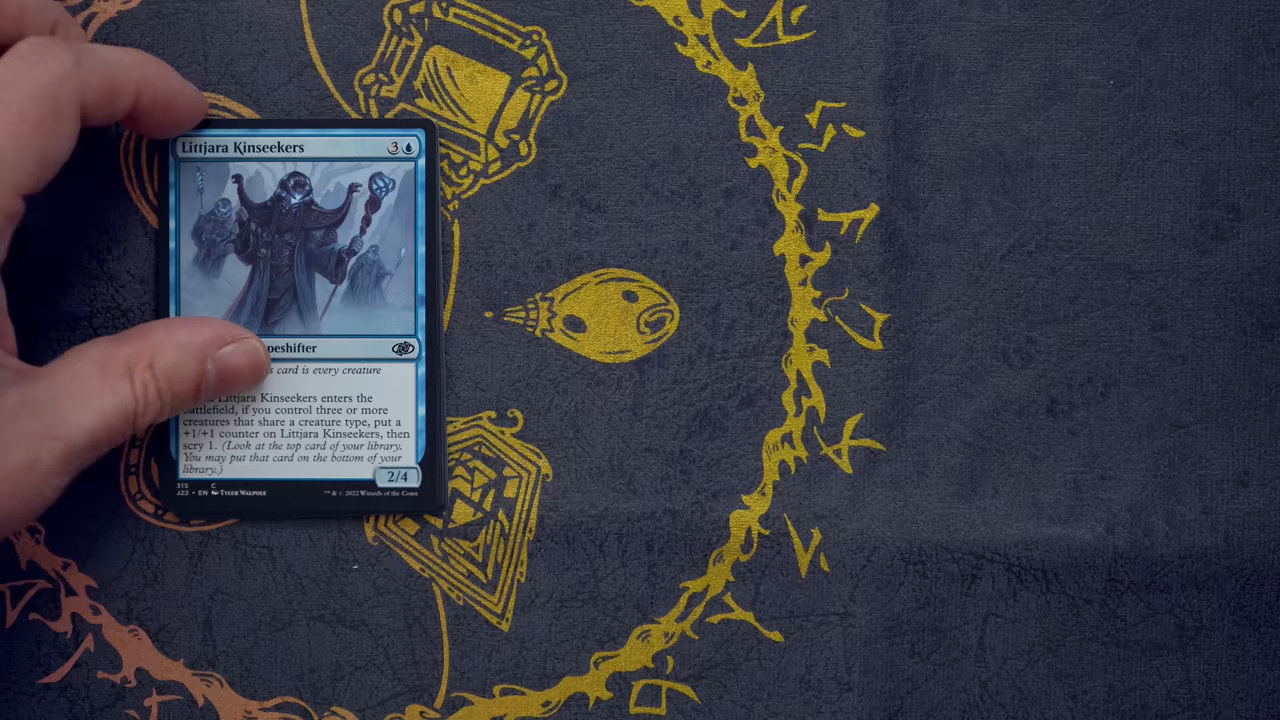 Littjara Kinseekers 3
peshifter
s card is every creature
Littjara Kinseekers enters the
battlefield, if you control three or more
creatures that share a creature type, put a
+1/+1 counter on Littjara Kinseekers, then
scry 1. (Look at the top card of your library.
You may put that card on the bottom of your
library.)
2/4
315 C
J22 • EN Tyler Walpole ™ & © 2022 Wizards of the Coast